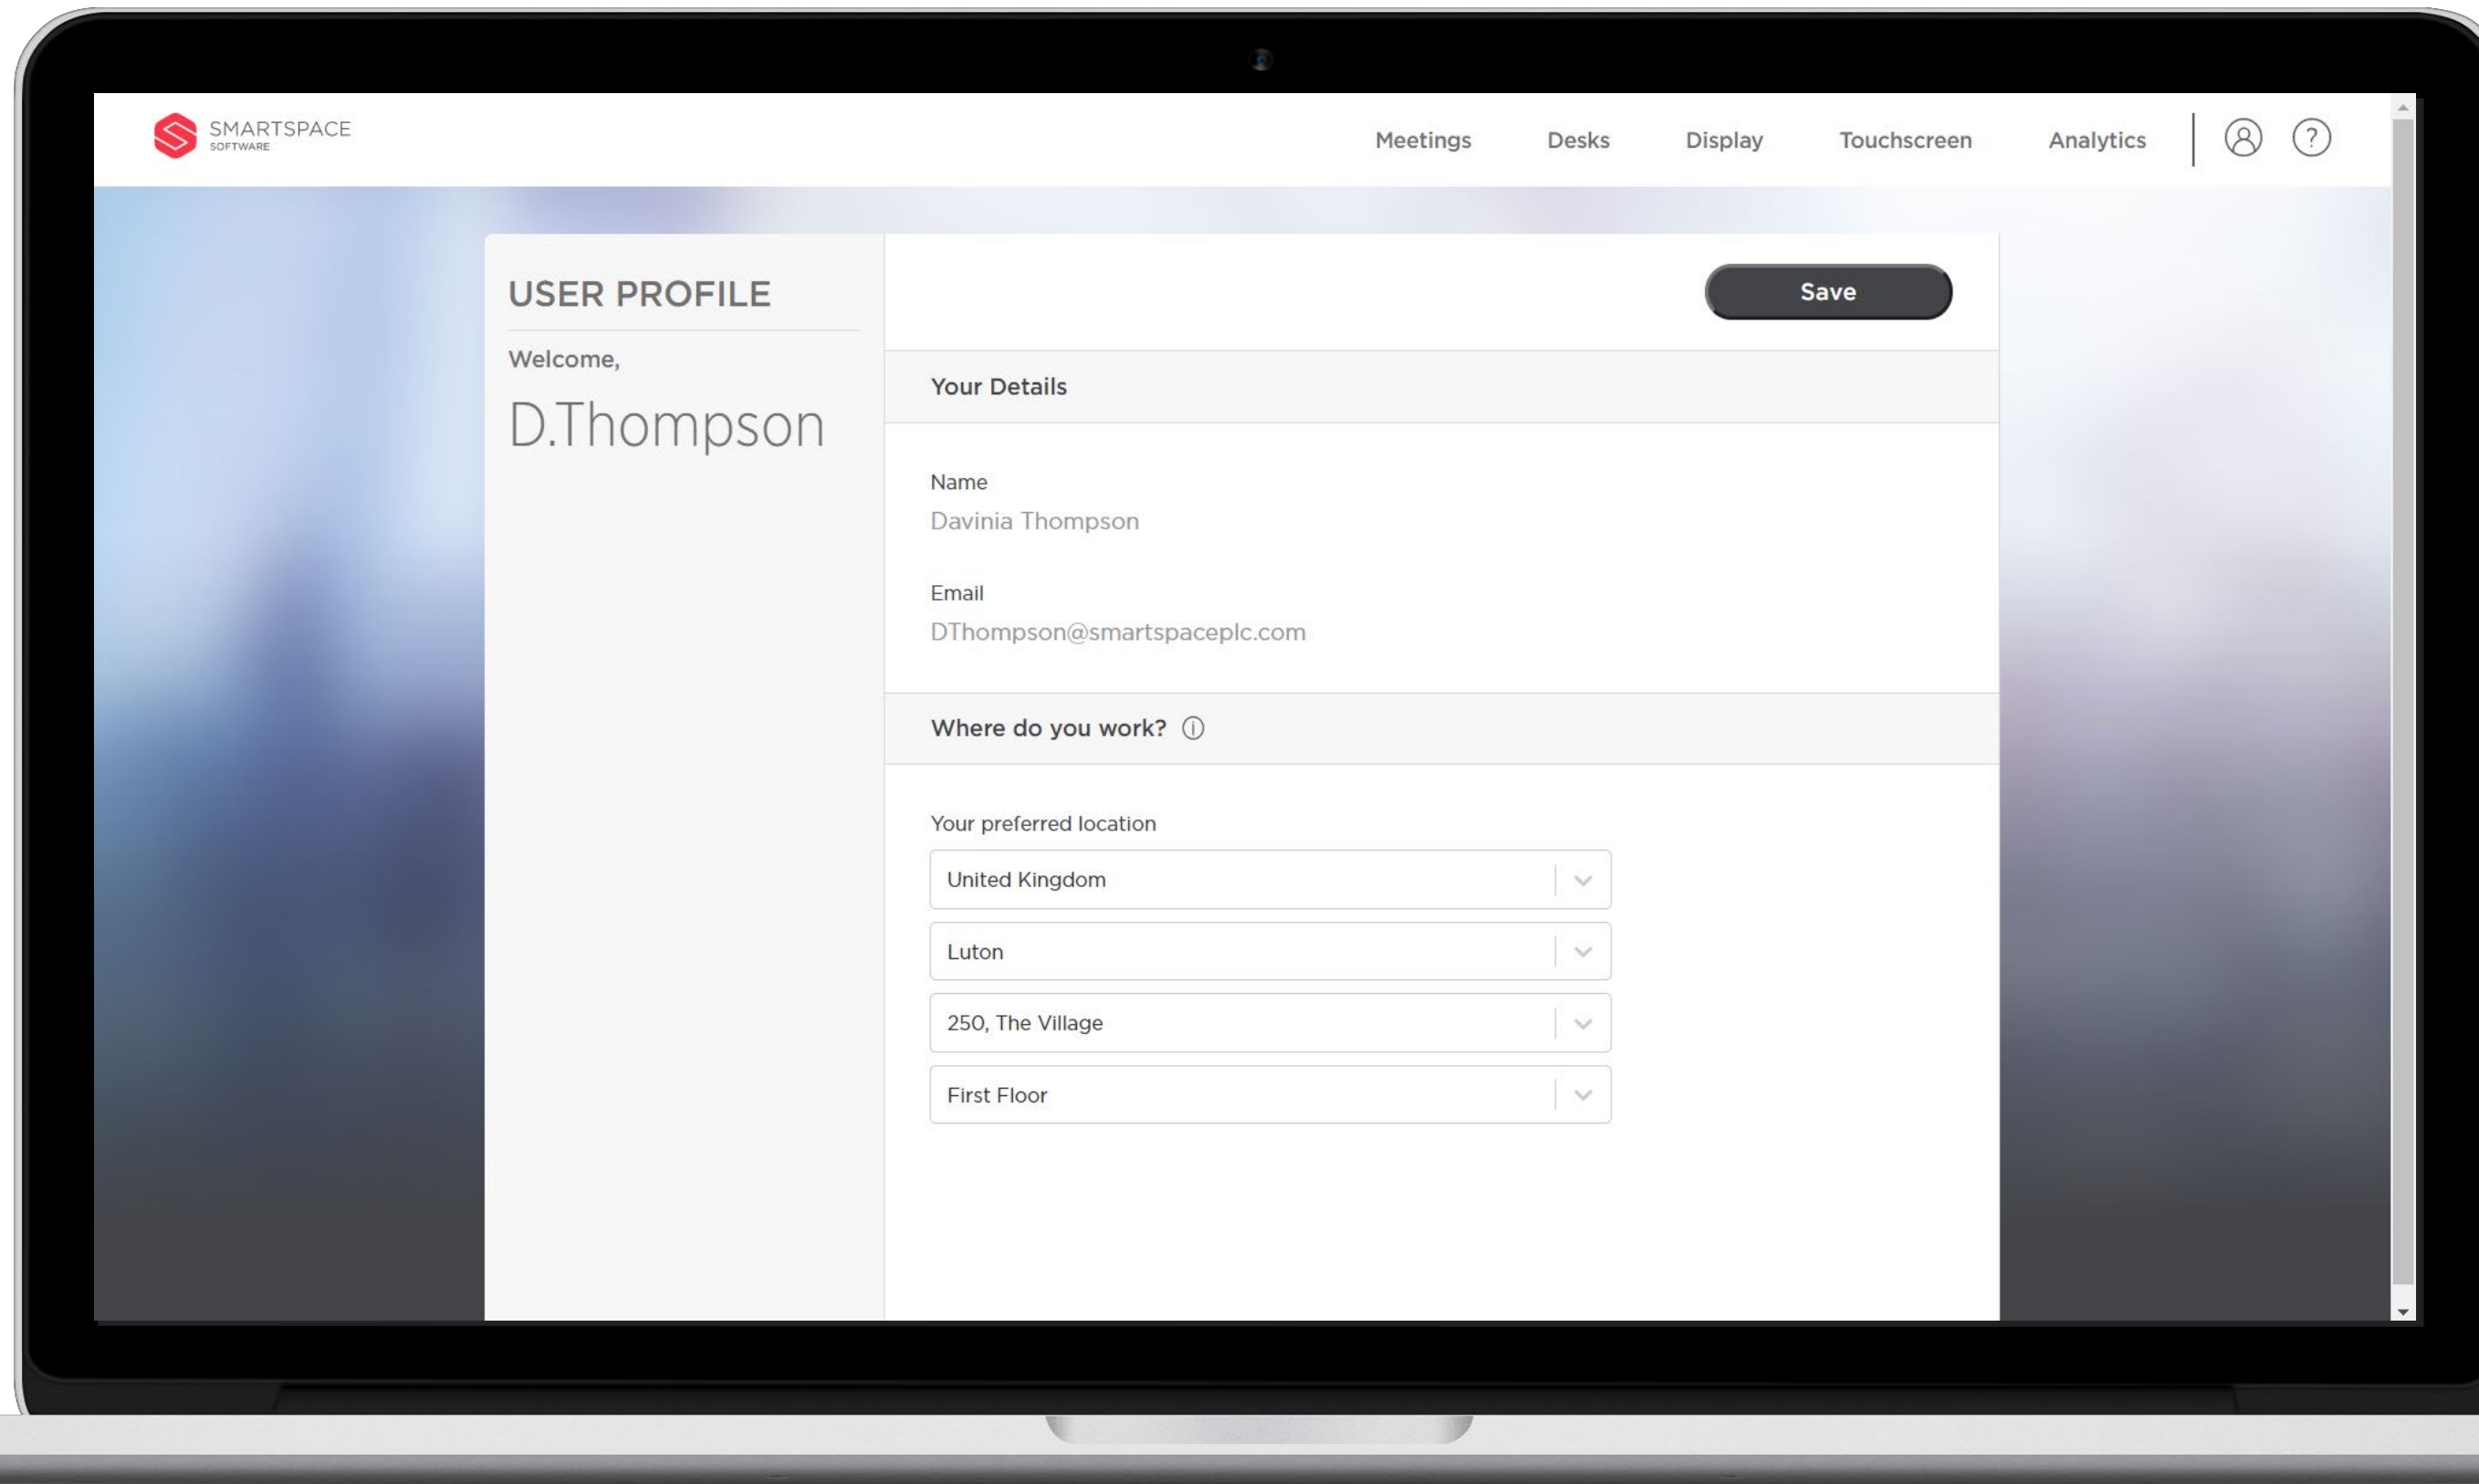 SMARTSPACE
SOFTWARE
Meetings Desks Display Touchscreen Analytics
?
USER PROFILE
Welcome,
D.Thompson
Save
Your Details
Name
Davinia Thompson
Email
DThompson@smartspaceplc.com
Where do you work?
Your preferred location
United Kingdom
Luton
250, The Village
First Floor